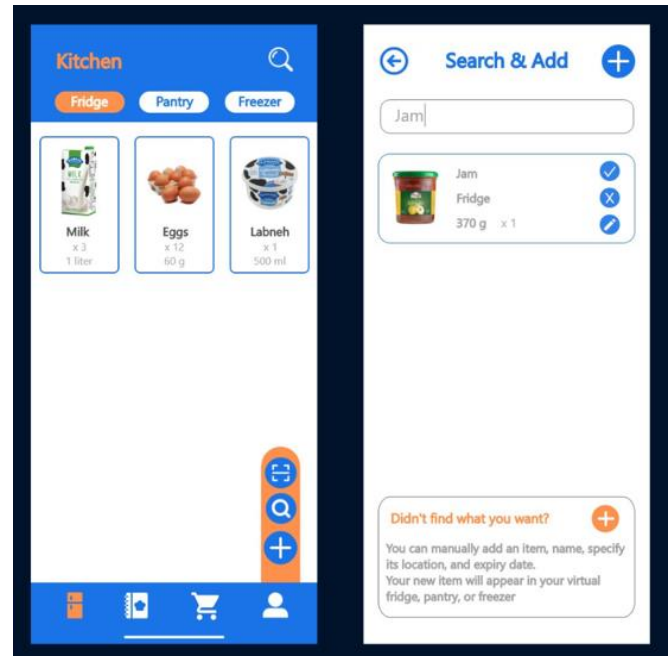 Kitchen
Fridge
Pantry
Freezer
MILK
Milk
x 3
1 liter
Eggs
x 12
60 g
Labneh
x 1
500 ml
Search & Add
Jam
Jam
Fridge
370 g x 1
Didn't find what you want?
You can manually add an item, name, specify
its location, and expiry date.
Your new item will appear in your virtual
fridge, pantry, or freezer